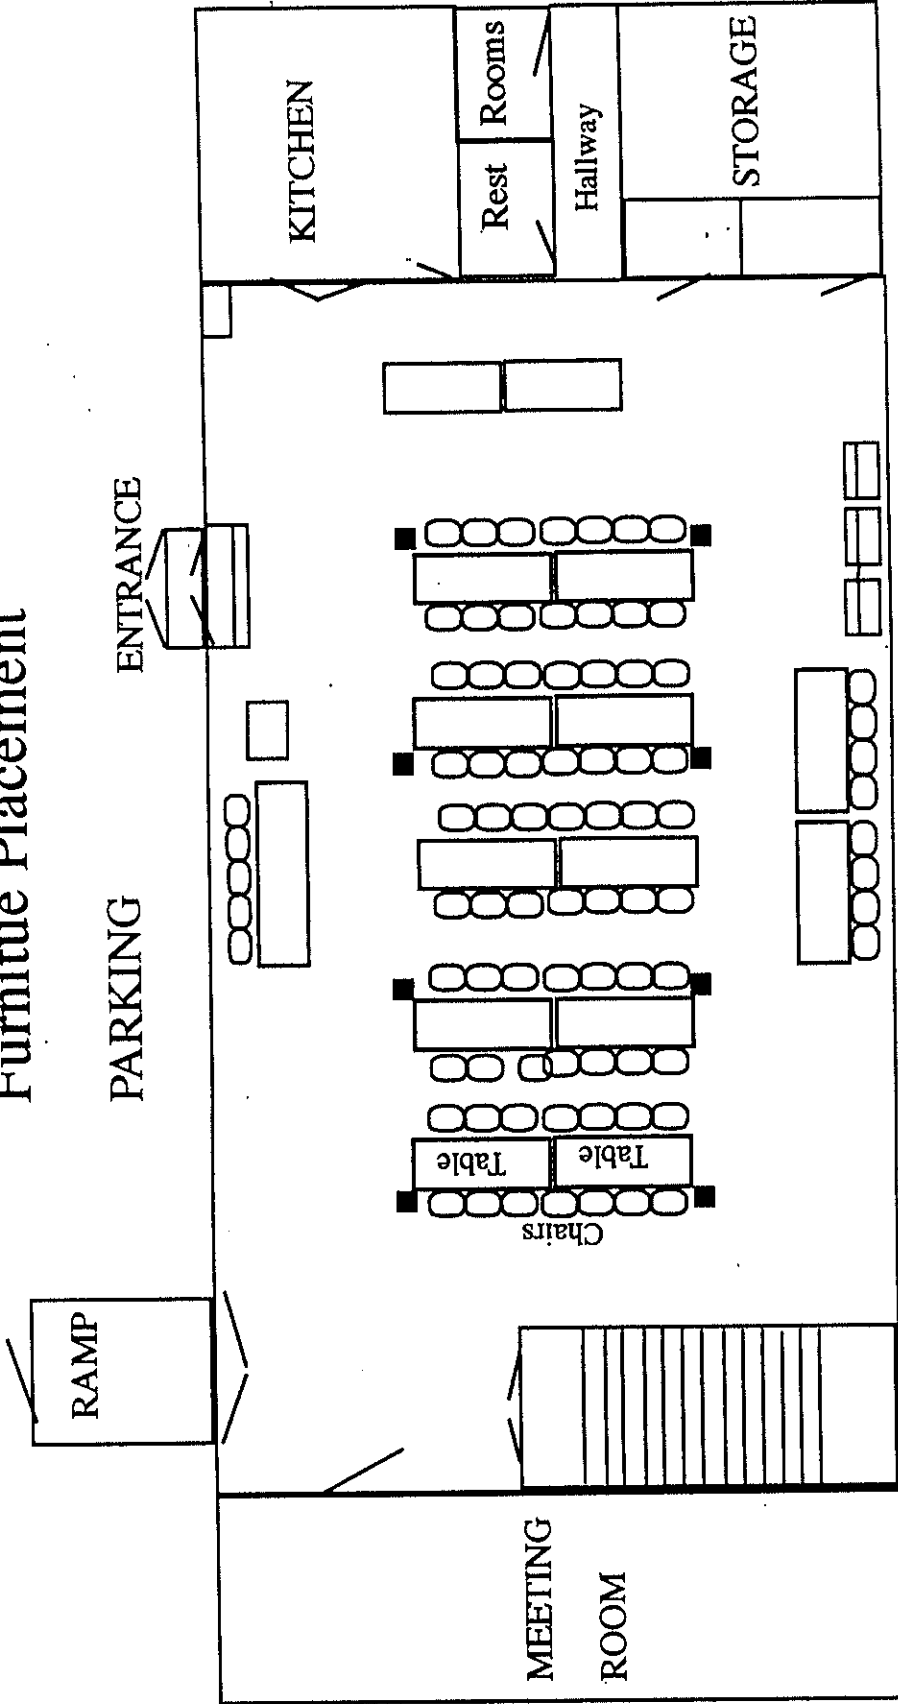 Furnitue Placement
PARKING
ENTRANCE
RAMP
KITCHEN
Rest Rooms
Hallway
STORAGE
Table
Table
Chairs
MEETING
ROOM